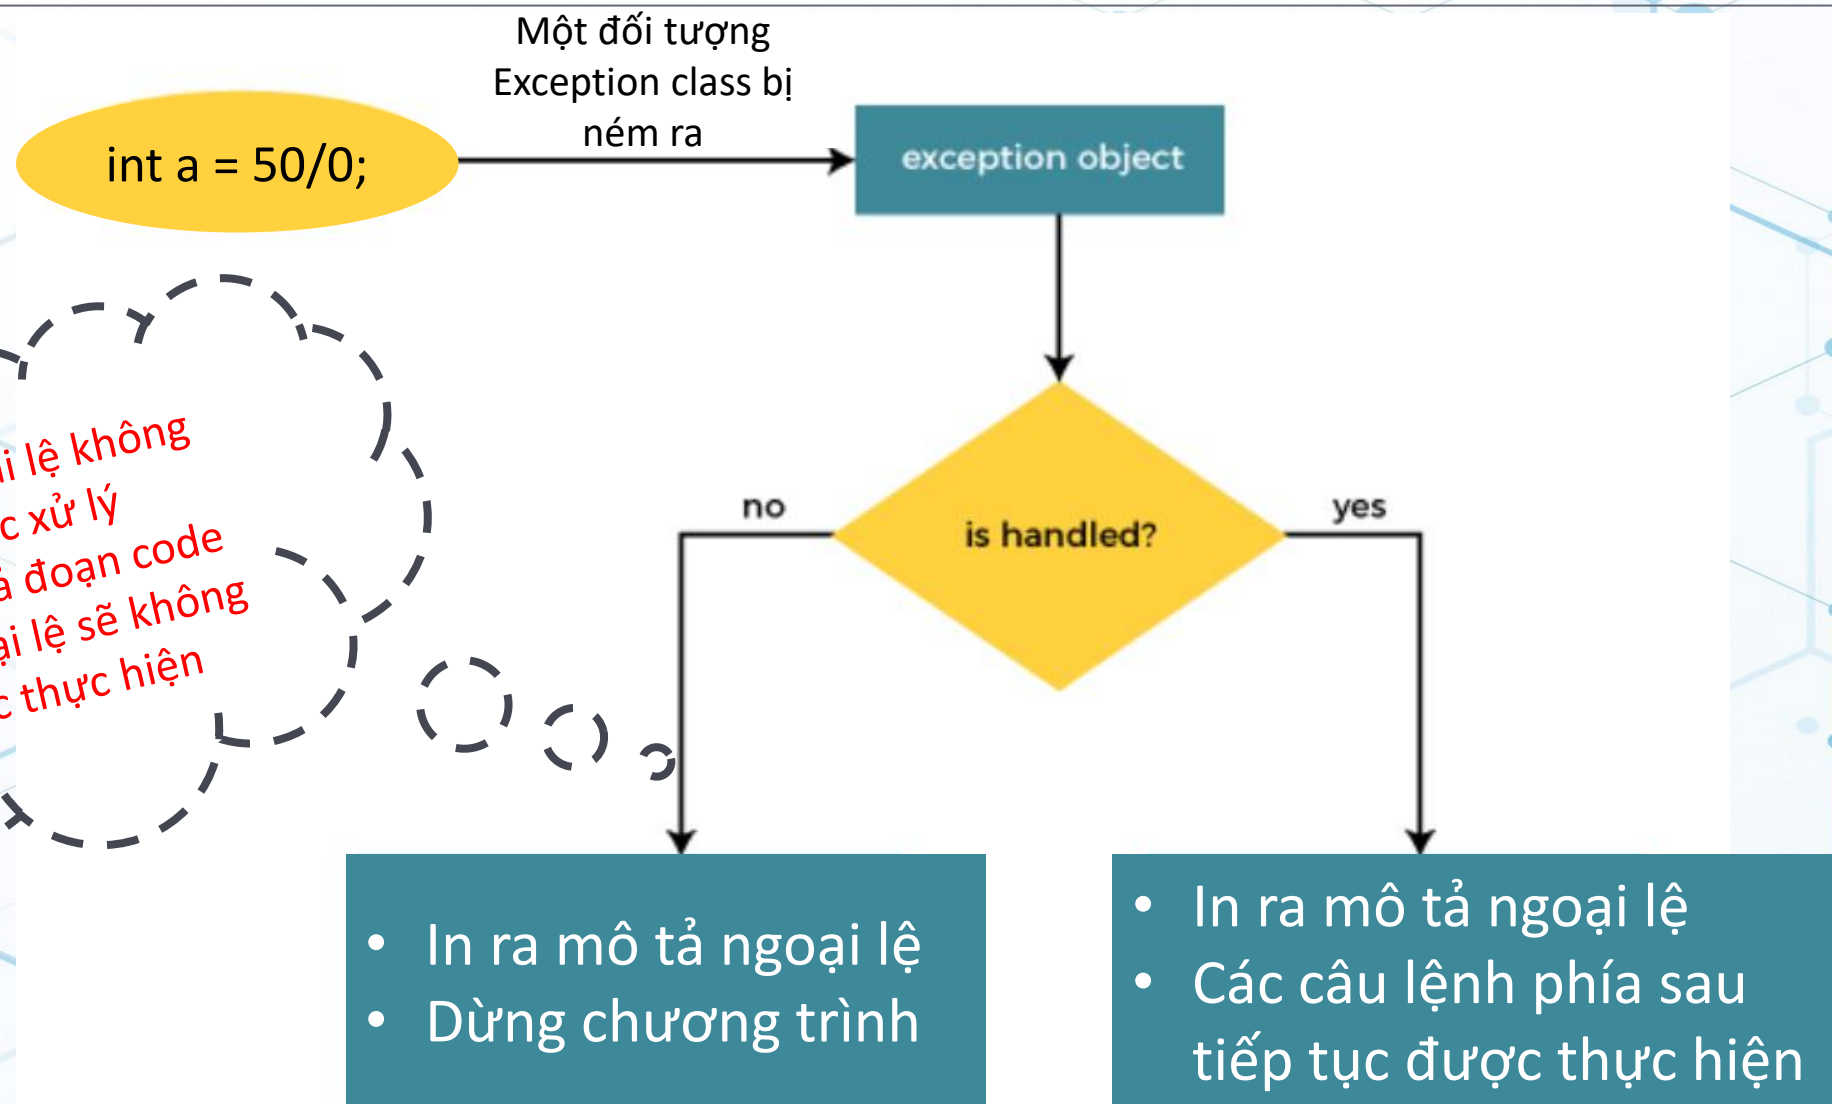 Một đối tượng
Exception class bị
ném ra
int a = 50/0;
exception object
lệ không
xử lý
đoạn code
lệ sẽ không
thực hiện
no
is handled?
yes
• In ra mô tả ngoại lệ
• Dừng chương trình
• In ra mô tả ngoại lệ
• Các câu lệnh phía sau
tiếp tục được thực hiện